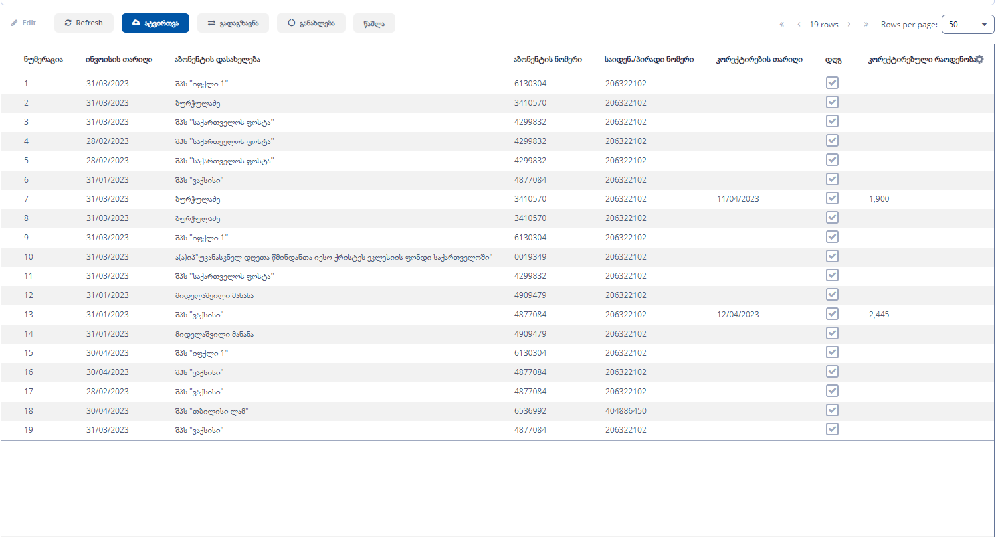 Edit Refresh ატვირთვა გადაგზავნა განახლება წაშლა « ‹ 19 rows › » Rows per page: 50
ნუმერაცია ინვოისის თარიღი აბონენტის დასახელება აბონენტის ნომერი საიდენ./პირადი ნომერი კორექტირების თარიღი დღგ კორექტირებული რაოდენობა
1 31/03/2023 შპს "იფქლი 1" 6130304 206322102
2 31/03/2023 ბურჭულაძე 3410570 206322102
3 31/03/2023 შპს ''საქართველოს ფოსტა'' 4299832 206322102
4 28/02/2023 შპს ''საქართველოს ფოსტა'' 4299832 206322102
5 28/02/2023 შპს ''საქართველოს ფოსტა'' 4299832 206322102
6 31/01/2023 შპს "ვაქსისი" 4877084 206322102
7 31/03/2023 ბურჭულაძე 3410570 206322102 11/04/2023 1,900
8 31/03/2023 ბურჭულაძე 3410570 206322102
9 31/03/2023 შპს "იფქლი 1" 6130304 206322102
10 31/03/2023 ა(ა)იპ"უკანასკნელ დღეთა წმინდანთა იესო ქრისტეს ეკლესიის ფონდი საქართველოში" 0019349 206322102
11 31/03/2023 შპს ''საქართველოს ფოსტა'' 4299832 206322102
12 31/01/2023 მიდელაშვილი მანანა 4909479 206322102
13 31/01/2023 შპს "ვაქსისი" 4877084 206322102 12/04/2023 2,445
14 31/01/2023 მიდელაშვილი მანანა 4909479 206322102
15 30/04/2023 შპს "იფქლი 1" 6130304 206322102
16 30/04/2023 შპს "ვაქსისი" 4877084 206322102
17 28/02/2023 შპს "ვაქსისი" 4877084 206322102
18 30/04/2023 შპს "თბილისი ლამ" 6536992 404886450
19 31/03/2023 შპს "ვაქსისი" 4877084 206322102